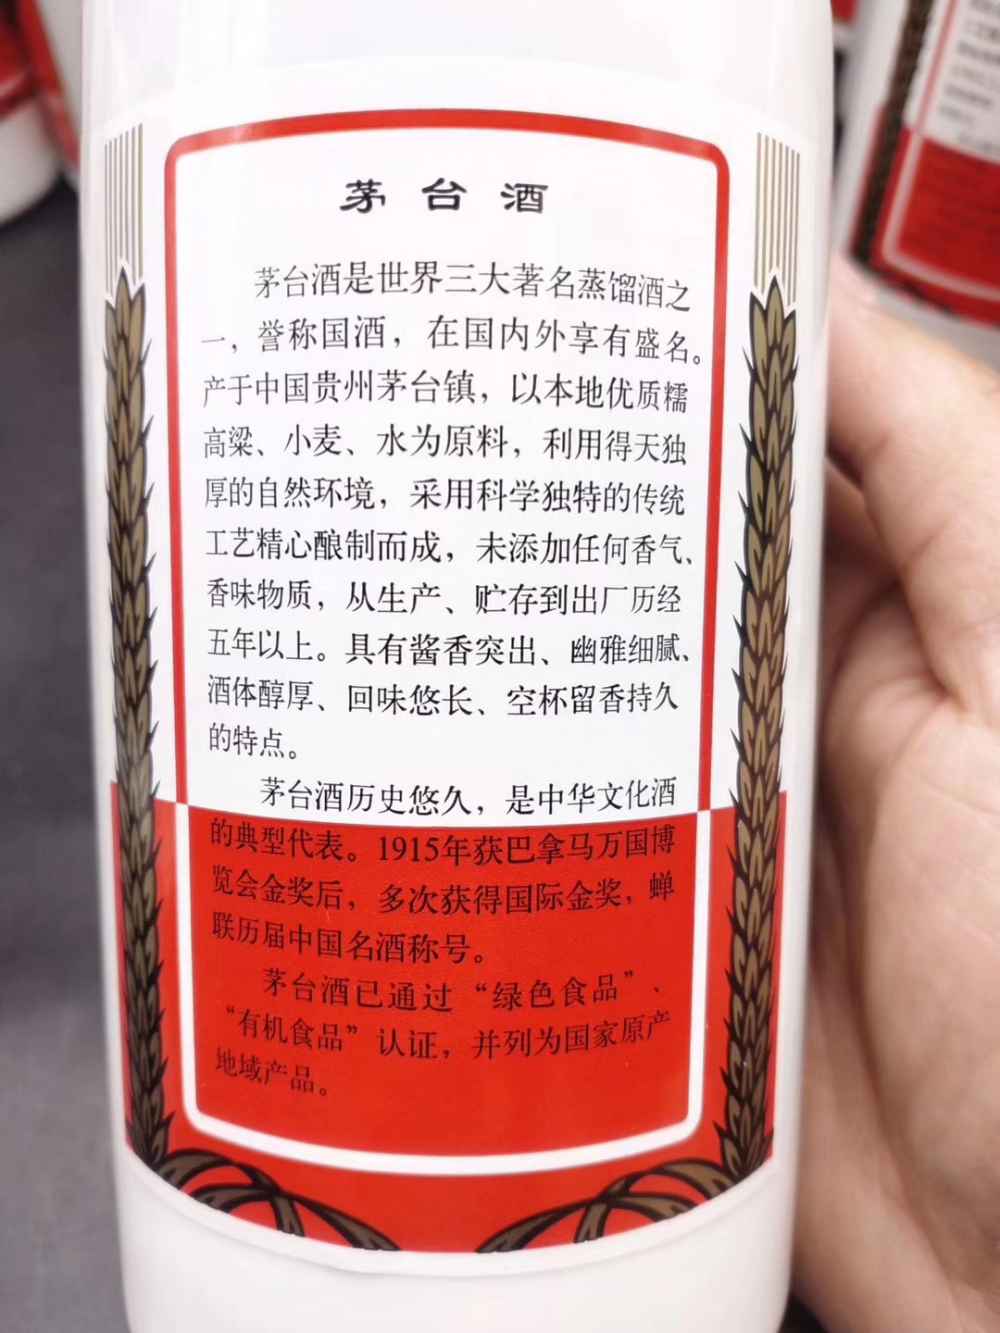 茅台酒
茅台酒是世界三大著名蒸馏酒之
一，誉称国酒，在国内外享有盛名。
产于中国贵州茅台镇，以本地优质糯
高粱、小麦、水为原料，利用得天独
厚的自然环境，采用科学独特的传统
工艺精心酿制而成，未添加任何香气、
香味物质，从生产、贮存到出厂历经
五年以上。具有酱香突出、幽雅细腻、
酒体醇厚、回味悠长、空杯留香持久
的特点。
茅台酒历史悠久，是中华文化酒
的典型代表。1915年获巴拿马万国博
览会金奖后，多次获得国际金奖，蝉
联历届中国名酒称号。
茅台酒已通过“绿色食品”、
“有机食品”认证，并列为国家原产
地域产品。